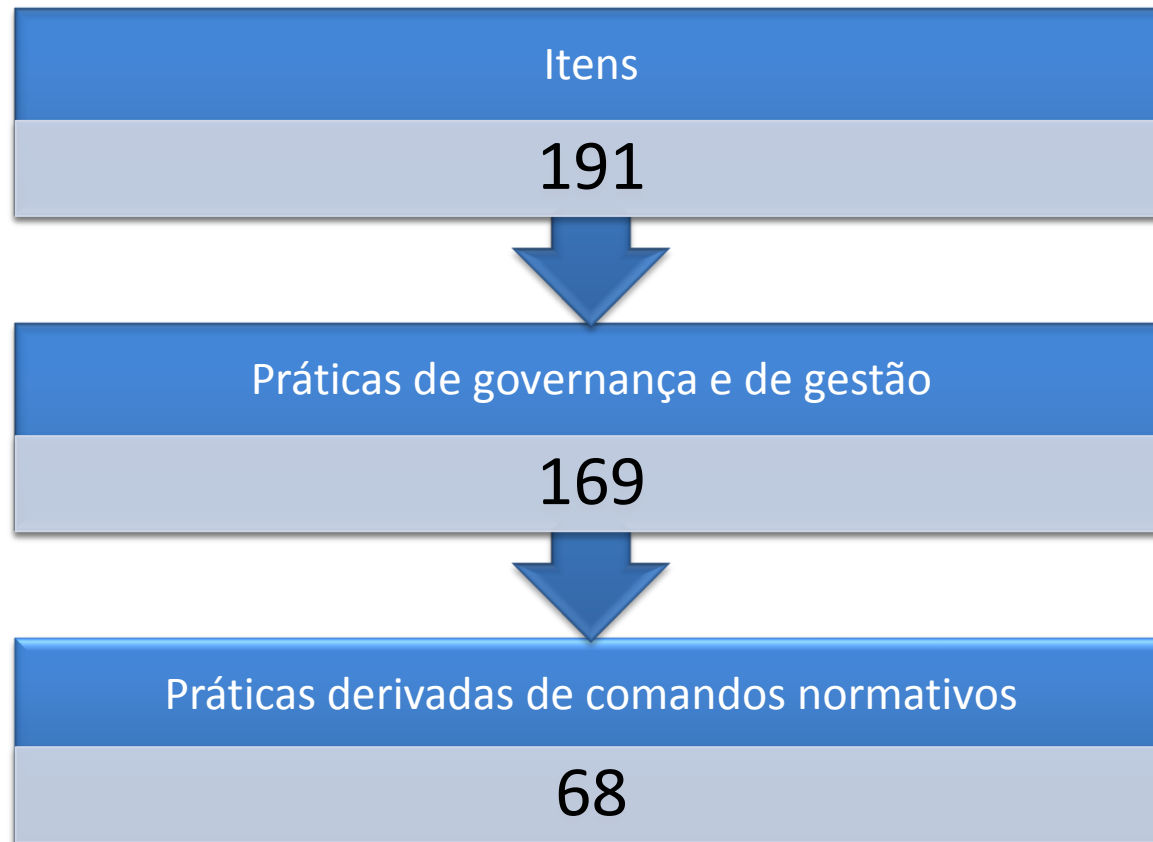 Itens
191
Práticas de governança e de gestão
169
Práticas derivadas de comandos normativos
68